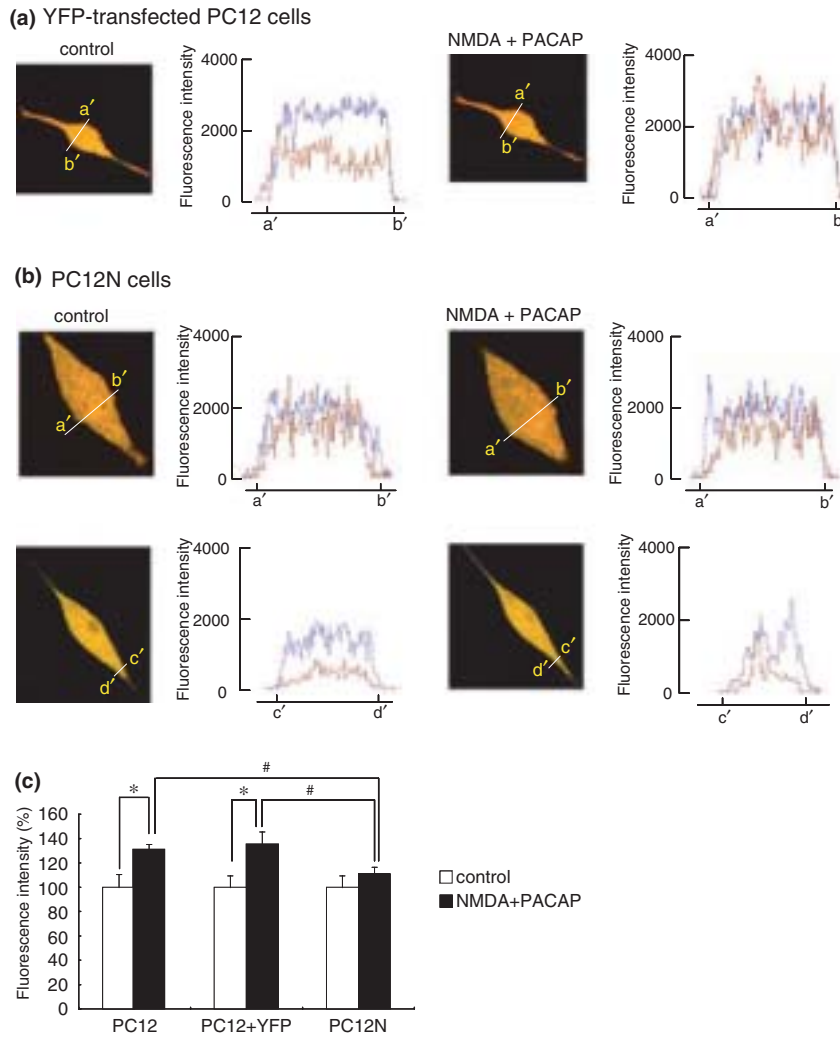 (a) YFP-transfected PC12 cells
control
NMDA + PACAP
a′
b′
Fluorescence intensity
4000
2000
0
a′
b′
a′
b′
Fluorescence intensity
4000
2000
0
a′
b
(b) PC12N cells
control
NMDA + PACAP
b′
a′
Fluorescence intensity
4000
2000
0
a′
b′
b′
a′
Fluorescence intensity
4000
2000
0
a′
b′
c′
d′
Fluorescence intensity
4000
2000
0
c′
d′
c′
d′
Fluorescence intensity
4000
2000
0
c′
d′
(c)
#
*
*
#
Fluorescence intensity (%)
160
140
120
100
80
60
40
20
0
PC12
PC12+YFP
PC12N
control
NMDA+PACAP